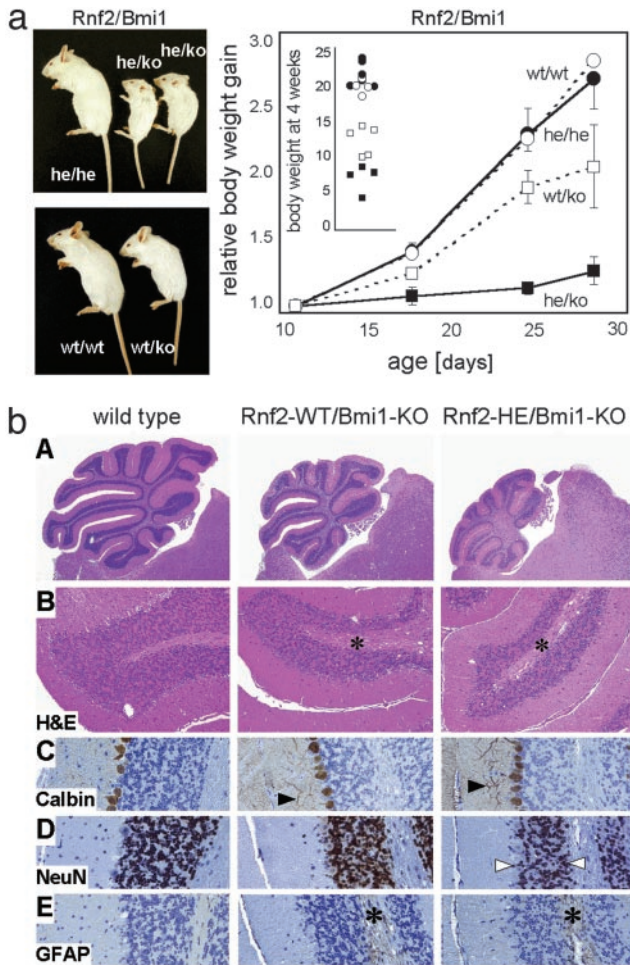 a
Rnf2/Bmi1
he/ko
he/ko
he/he
wt/wt
wt/ko
Rnf2/Bmi1
relative body weight gain
3.0
2.5
2.0
1.5
1.0
body weight at 4 weeks
25
20
15
10
5
0
wt/wt
he/he
wt/ko
he/ko
10
15
20
25
30
age [days]
b
wild type
Rnf2-WT/Bmi1-KO
Rnf2-HE/Bmi1-KO
A
B
*
*
H&E
C
Calbin
D
NeuN
E
*
*
GFAP